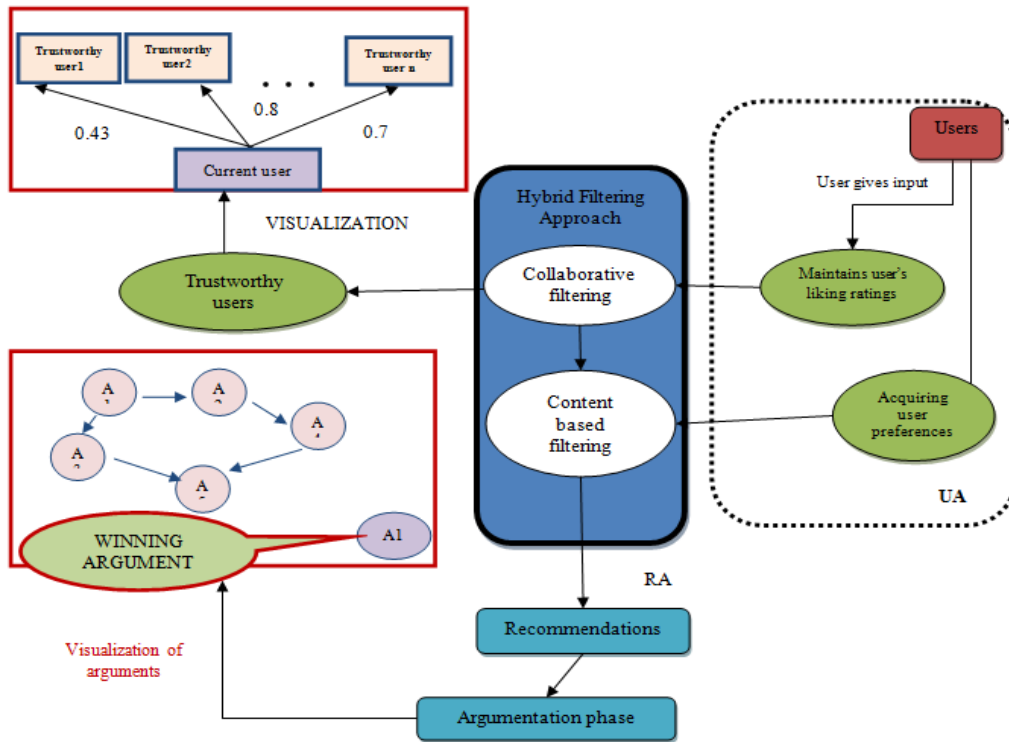 Trustworthy
user1
Trustworthy
user2
. . .
Trustworthy
user n
0.43
0.8
0.7
Current user
VISUALIZATION
Trustworthy
users
Hybrid Filtering
Approach
Collaborative
filtering
Content
based
filtering
Users
User gives input
Maintains user's
liking ratings
Acquiring
user
preferences
UA
A
A
A
A
A
WINNING
ARGUMENT
A1
RA
Recommendations
Visualization of
arguments
Argumentation phase